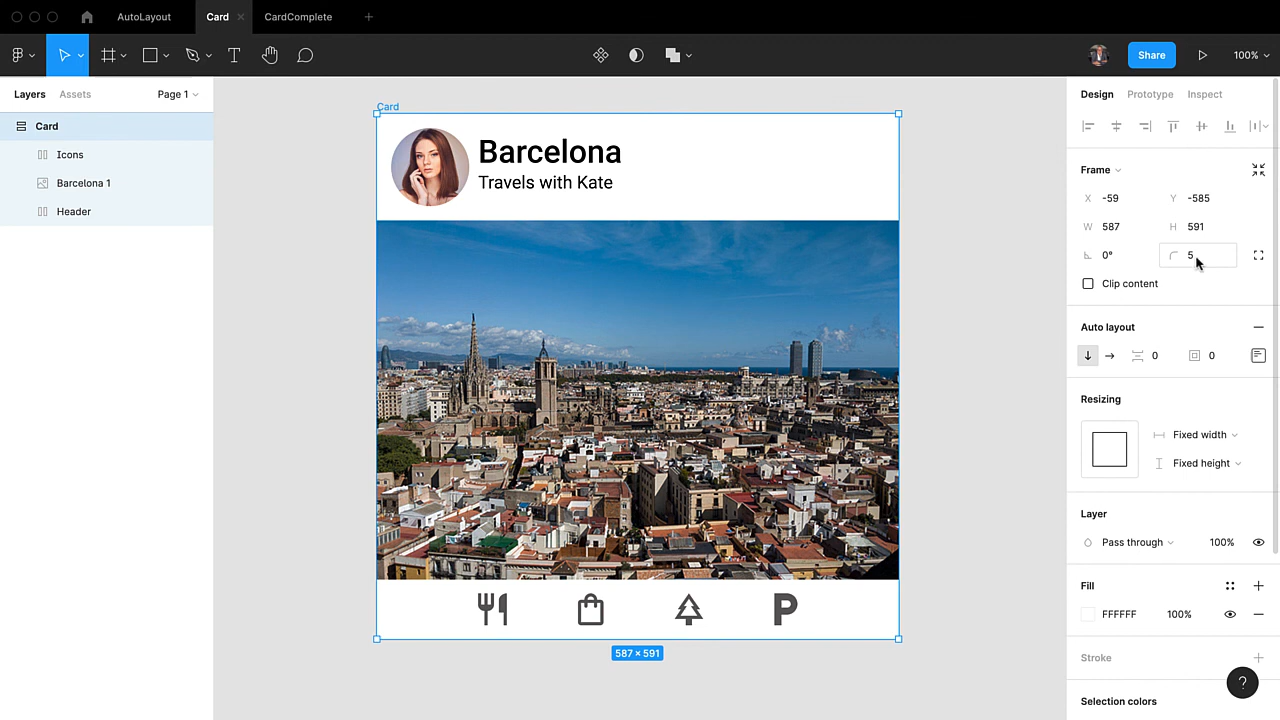 AutoLayout
Card
CardComplete
Share
100%
Layers
Assets
Page 1
Card
Icons
Barcelona 1
Header
Card
Barcelona
Travels with Kate
P
587 × 591
Design
Prototype
Inspect
Frame
X -59
Y -585
W 587
H 591
0°
5
Clip content
Auto layout
0
0
Resizing
Fixed width
Fixed height
Layer
Pass through
100%
Fill
FFFFFF
100%
Stroke
Selection colors
?